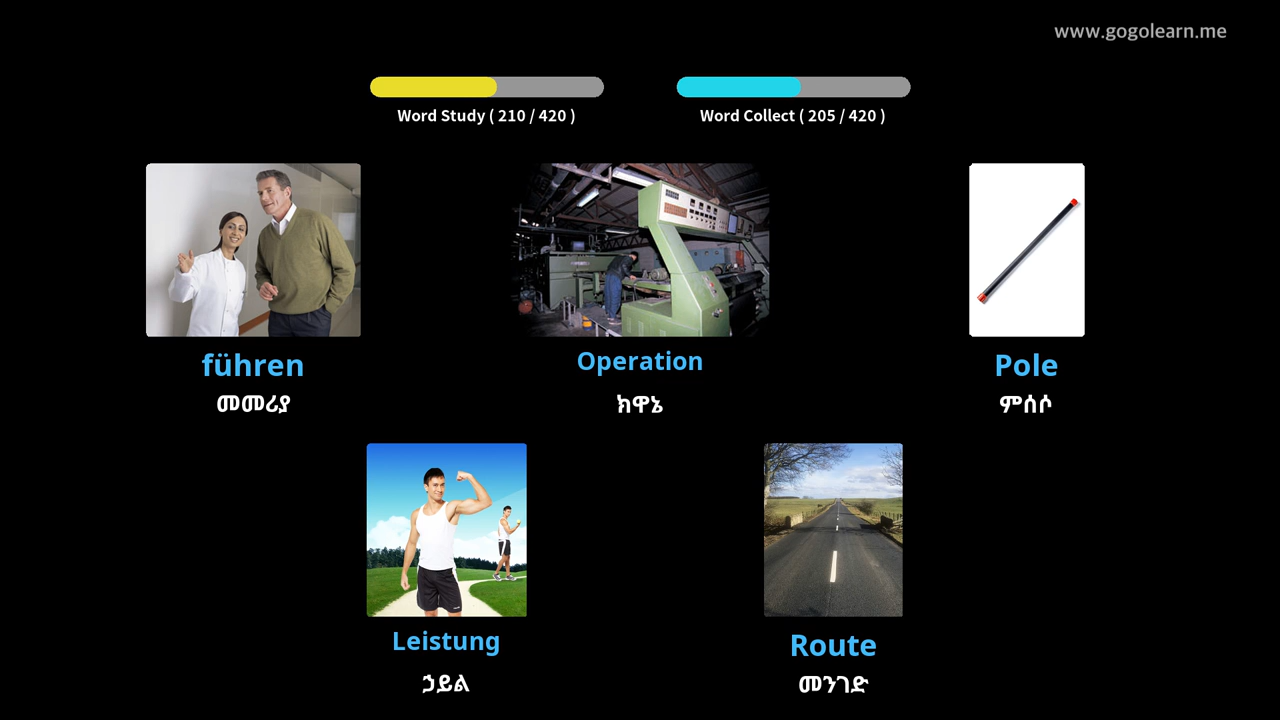 www.gogolearn.me
Word Study ( 210 / 420 )
Word Collect ( 205 / 420 )
führen
መመሪያ
Operation
ክዋኔ
Pole
ምሰሶ
Leistung
ኃይል
Route
መንገድ